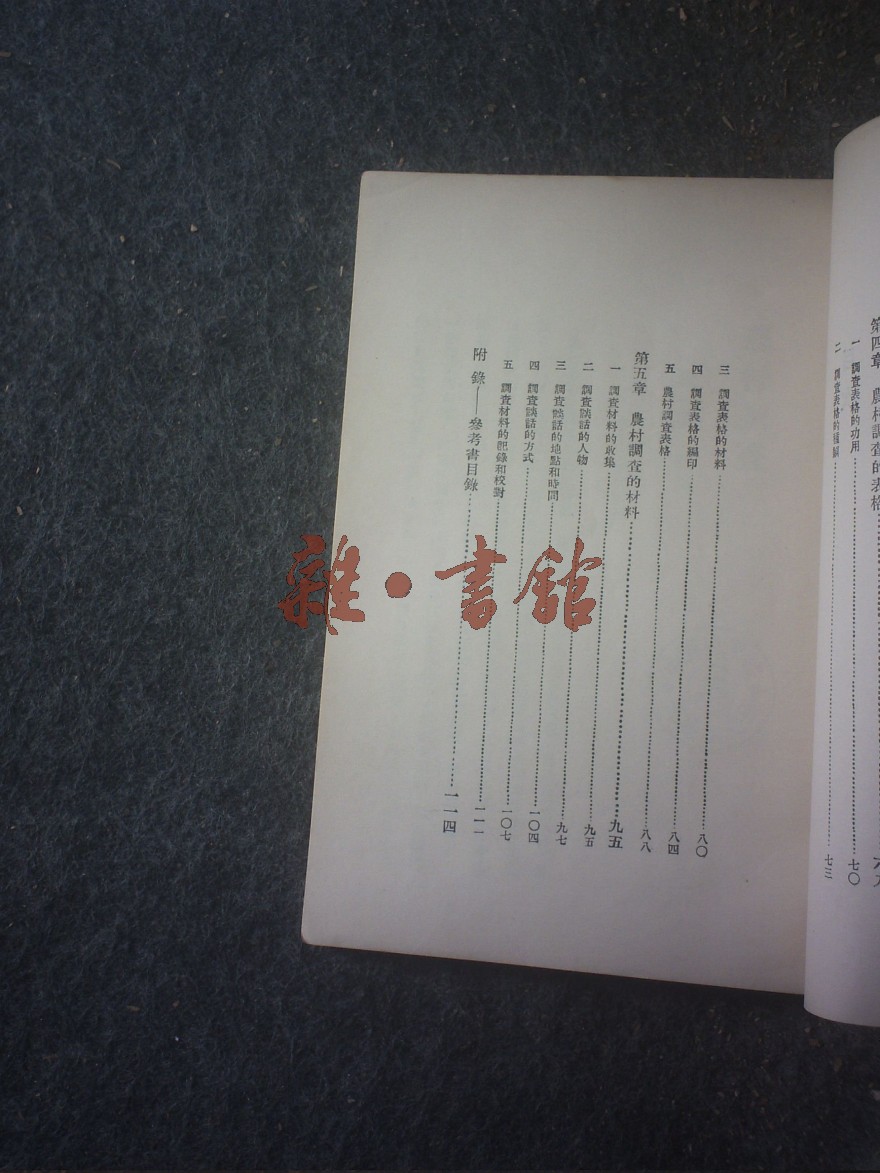 第四章 農村調查的表格
一 調查表格的功用 七〇
二 調查表格的種類 七三
三 調查表格的材料 八〇
四 調查表格的編印 八四
五 農村調查表格 八八
第五章 農村調查的材料 九五
一 調查材料的收集 九五
二 調查談話的人物 九七
三 調查談話的地點和時間 一〇四
四 調查談話的方式 一〇七
五 調查材料的記錄和校對 一一一
附錄——參考書目錄 一一四
雜·書館